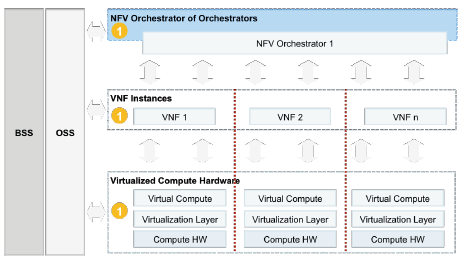 BSS
OSS
NFV Orchestrator of Orchestrators
1
NFV Orchestrator 1
VNF Instances
1
VNF 1
VNF 2
VNF n
Virtualized Compute Hardware
1
Virtual Compute
Virtual Compute
Virtual Compute
Virtualization Layer
Virtualization Layer
Virtualization Layer
Compute HW
Compute HW
Compute HW